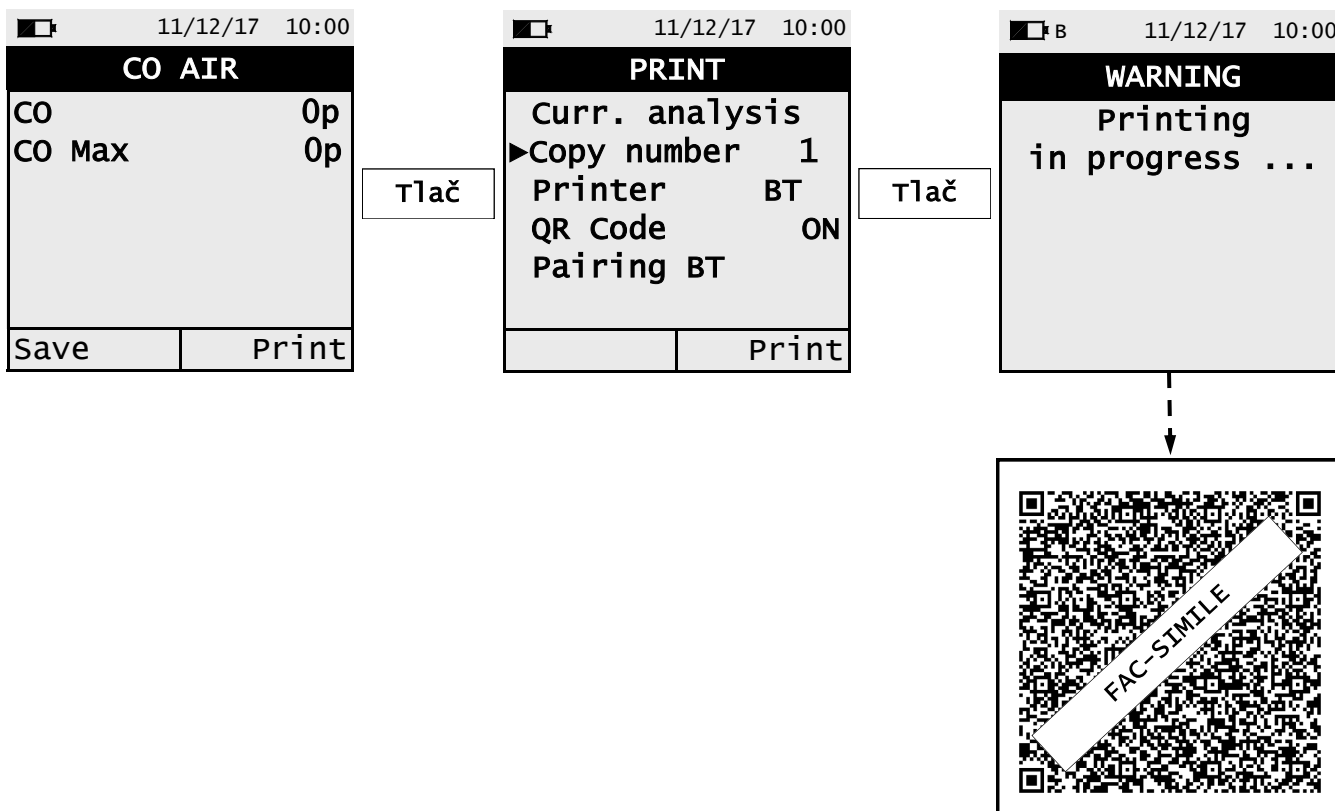 11/12/17 10:00
CO AIR
CO 0p
CO Max 0p
Save Print
Tlač
11/12/17 10:00
PRINT
Curr. analysis
►Copy number 1
Printer BT
QR Code ON
Pairing BT
Print
Tlač
B 11/12/17 10:00
WARNING
Printing
in progress ...
FAC-SIMILE